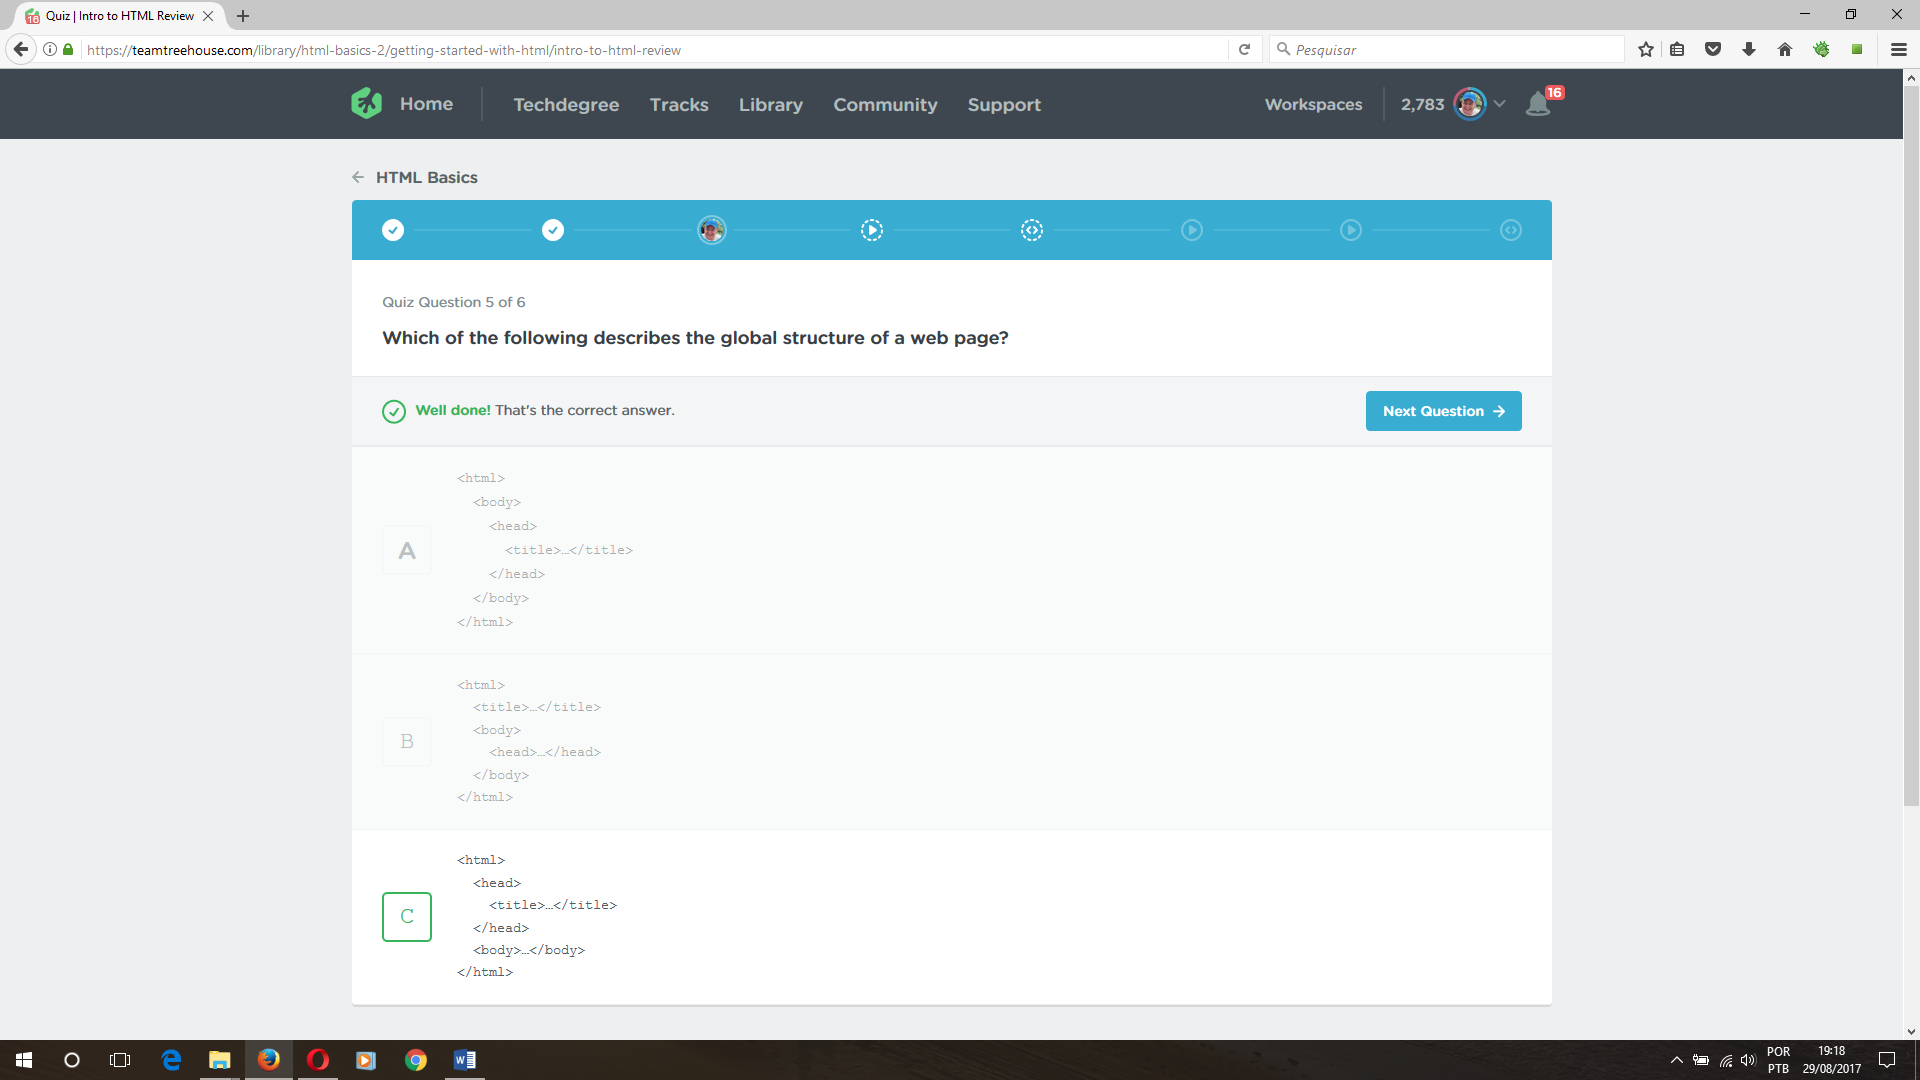 Quiz | Intro to HTML Review
https://teamtreehouse.com/library/html-basics-2/getting-started-with-html/intro-to-html-review
Pesquisar
Home
Techdegree
Tracks
Library
Community
Support
Workspaces
2,783
16
HTML Basics
Quiz Question 5 of 6
Which of the following describes the global structure of a web page?
Well done! That's the correct answer.
Next Question
A
<html>
<body>
<head>
<title>…</title>
</head>
</body>
</html>
B
<html>
<title>…</title>
<body>
<head>…</head>
</body>
</html>
C
<html>
<head>
<title>…</title>
</head>
<body>…</body>
</html>
POR
PTB
19:18
29/08/2017